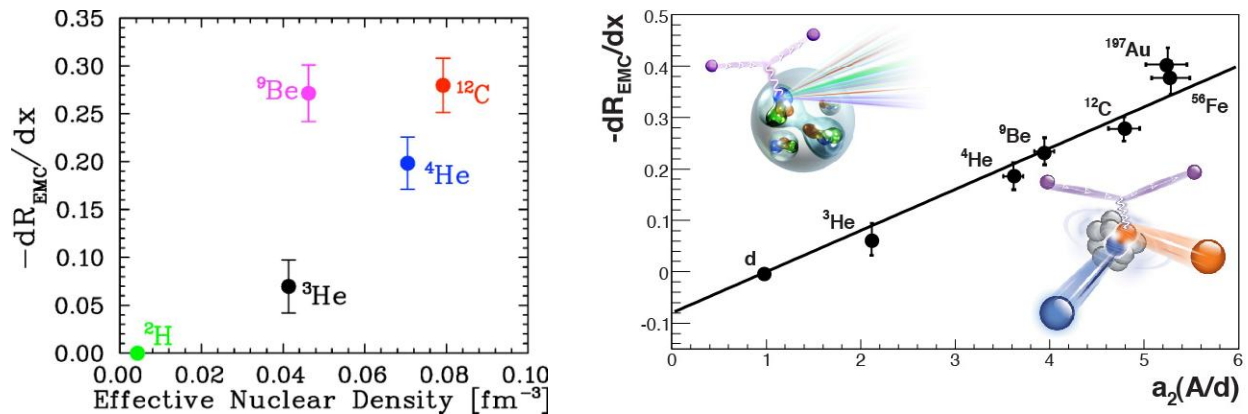 -dR_EMC/dx
0.35
0.30
0.25
0.20
0.15
0.10
0.05
0.00
⁹Be
¹²C
⁴He
³He
²H
0.00 0.02 0.04 0.06 0.08 0.10
Effective Nuclear Density [fm⁻³]
-dR_EMC/dx
0.5
0.4
0.3
0.2
0.1
0
-0.1
¹⁹⁷Au
⁵⁶Fe
¹²C
⁹Be
⁴He
³He
d
0 1 2 3 4 5 6
a₂(A/d)